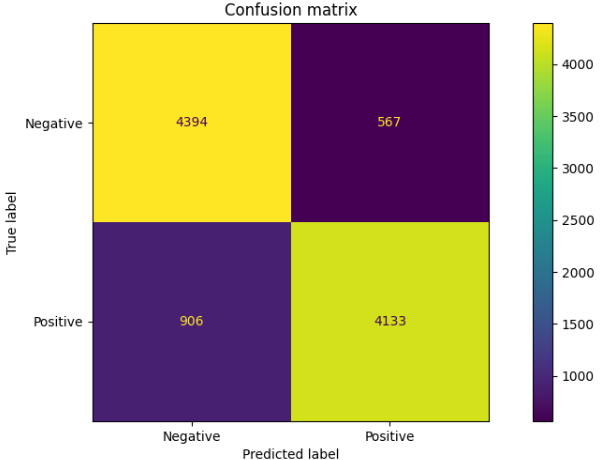 Confusion matrix
True label
Negative
4394
567
Positive
906
4133
Negative
Positive
Predicted label
4000
3500
3000
2500
2000
1500
1000